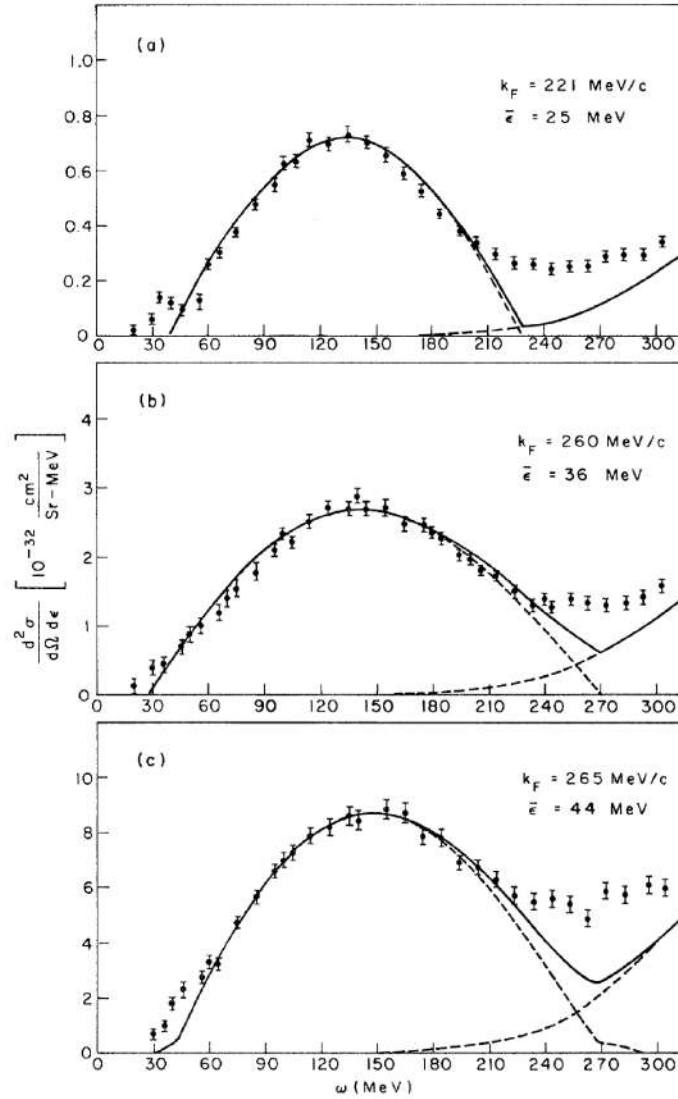 (a)
k_F = 221 MeV/c
ε̄ = 25 MeV
1.0
0.8
0.6
0.4
0.2
0
0 30 60 90 120 150 180 210 240 270 300
(b)
k_F = 260 MeV/c
ε̄ = 36 MeV
4
3
2
1
0
0 30 60 90 120 150 180 210 240 270 300
d²σ/dΩdε [10⁻³² cm²/Sr-MeV]
(c)
k_F = 265 MeV/c
ε̄ = 44 MeV
10
8
6
4
2
0
0 30 60 90 120 150 180 210 240 270 300
ω (MeV)